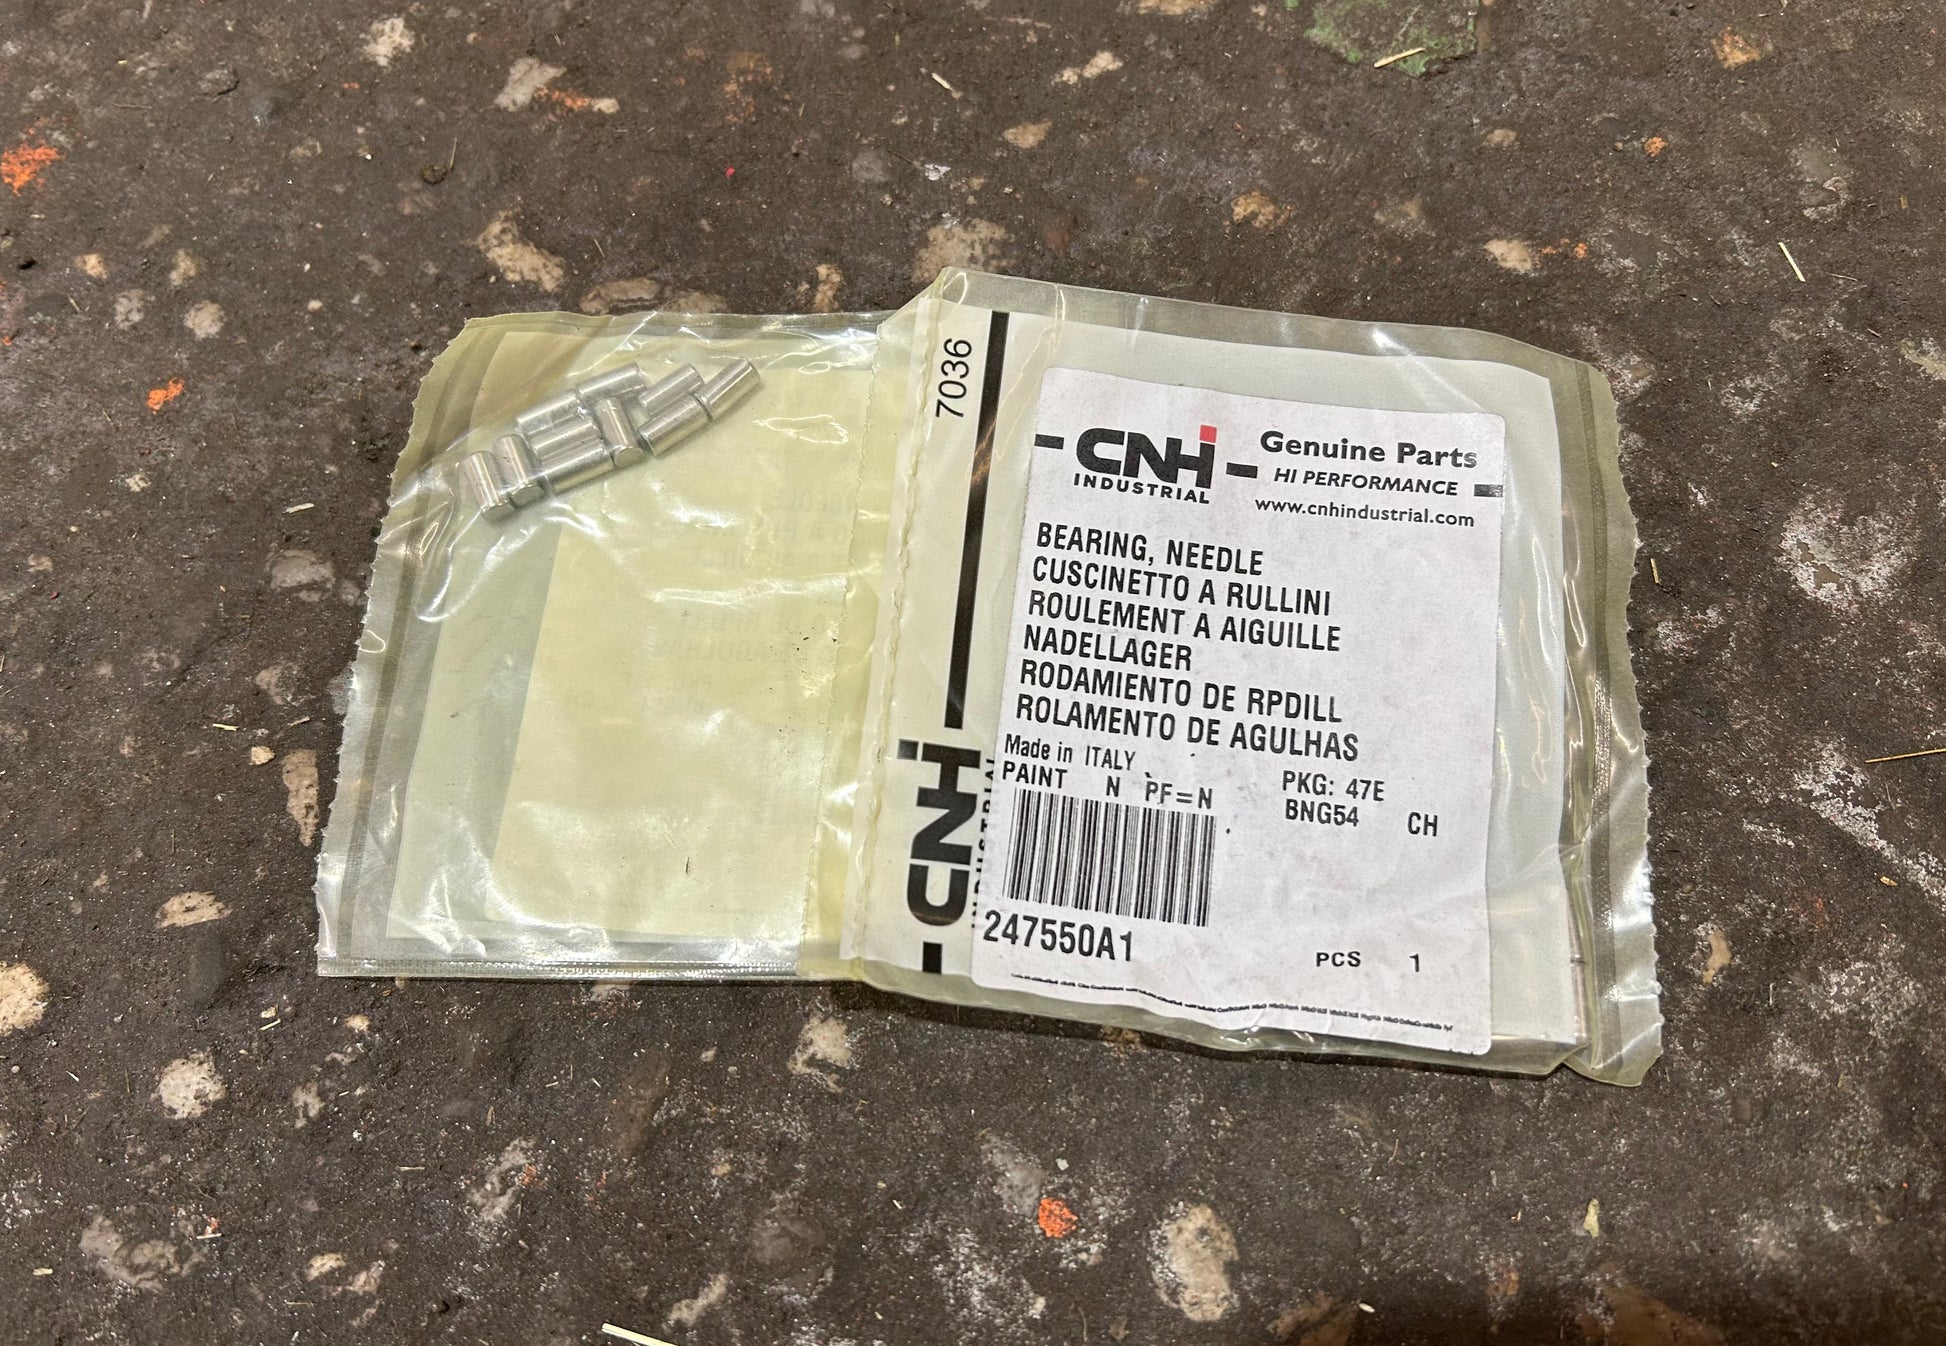 7036
CNH
INDUSTRIAL
CNH
INDUSTRIAL
Genuine Parts
HI PERFORMANCE
www.cnhindustrial.com
BEARING, NEEDLE
CUSCINETTO A RULLINI
ROULEMENT A AIGUILLE
NADELLAGER
RODAMIENTO DE RPDILL
ROLAMENTO DE AGULHAS
Made in ITALY
PAINT N PF=N
PKG: 47E
BNG54 CH
247550A1
PCS 1